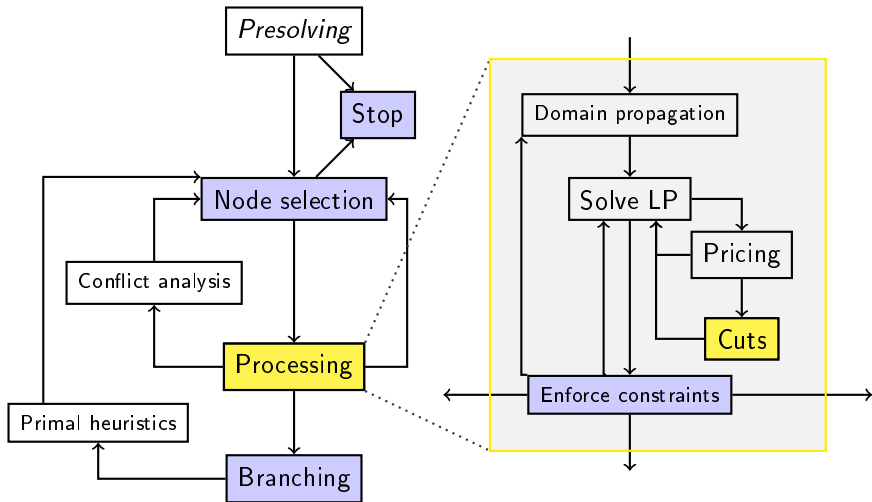 Presolving
Stop
Node selection
Conflict analysis
Processing
Primal heuristics
Branching
Domain propagation
Solve LP
Pricing
Cuts
Enforce constraints